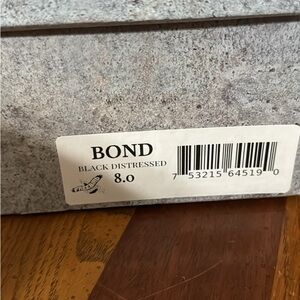 BOND
BLACK DISTRESSED
8.0
7 53215 64519 0